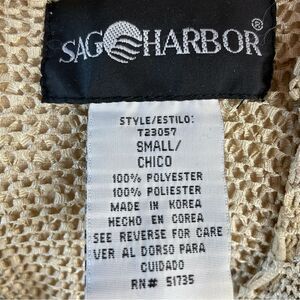 SAG HARBOR®
STYLE/ESTILO:
T23057
SMALL/
CHICO
100% POLYESTER
100% POLIESTER
MADE IN KOREA
HECHO EN COREA
SEE REVERSE FOR CARE
VER AL DORSO PARA
CUIDADO
RN# 51735